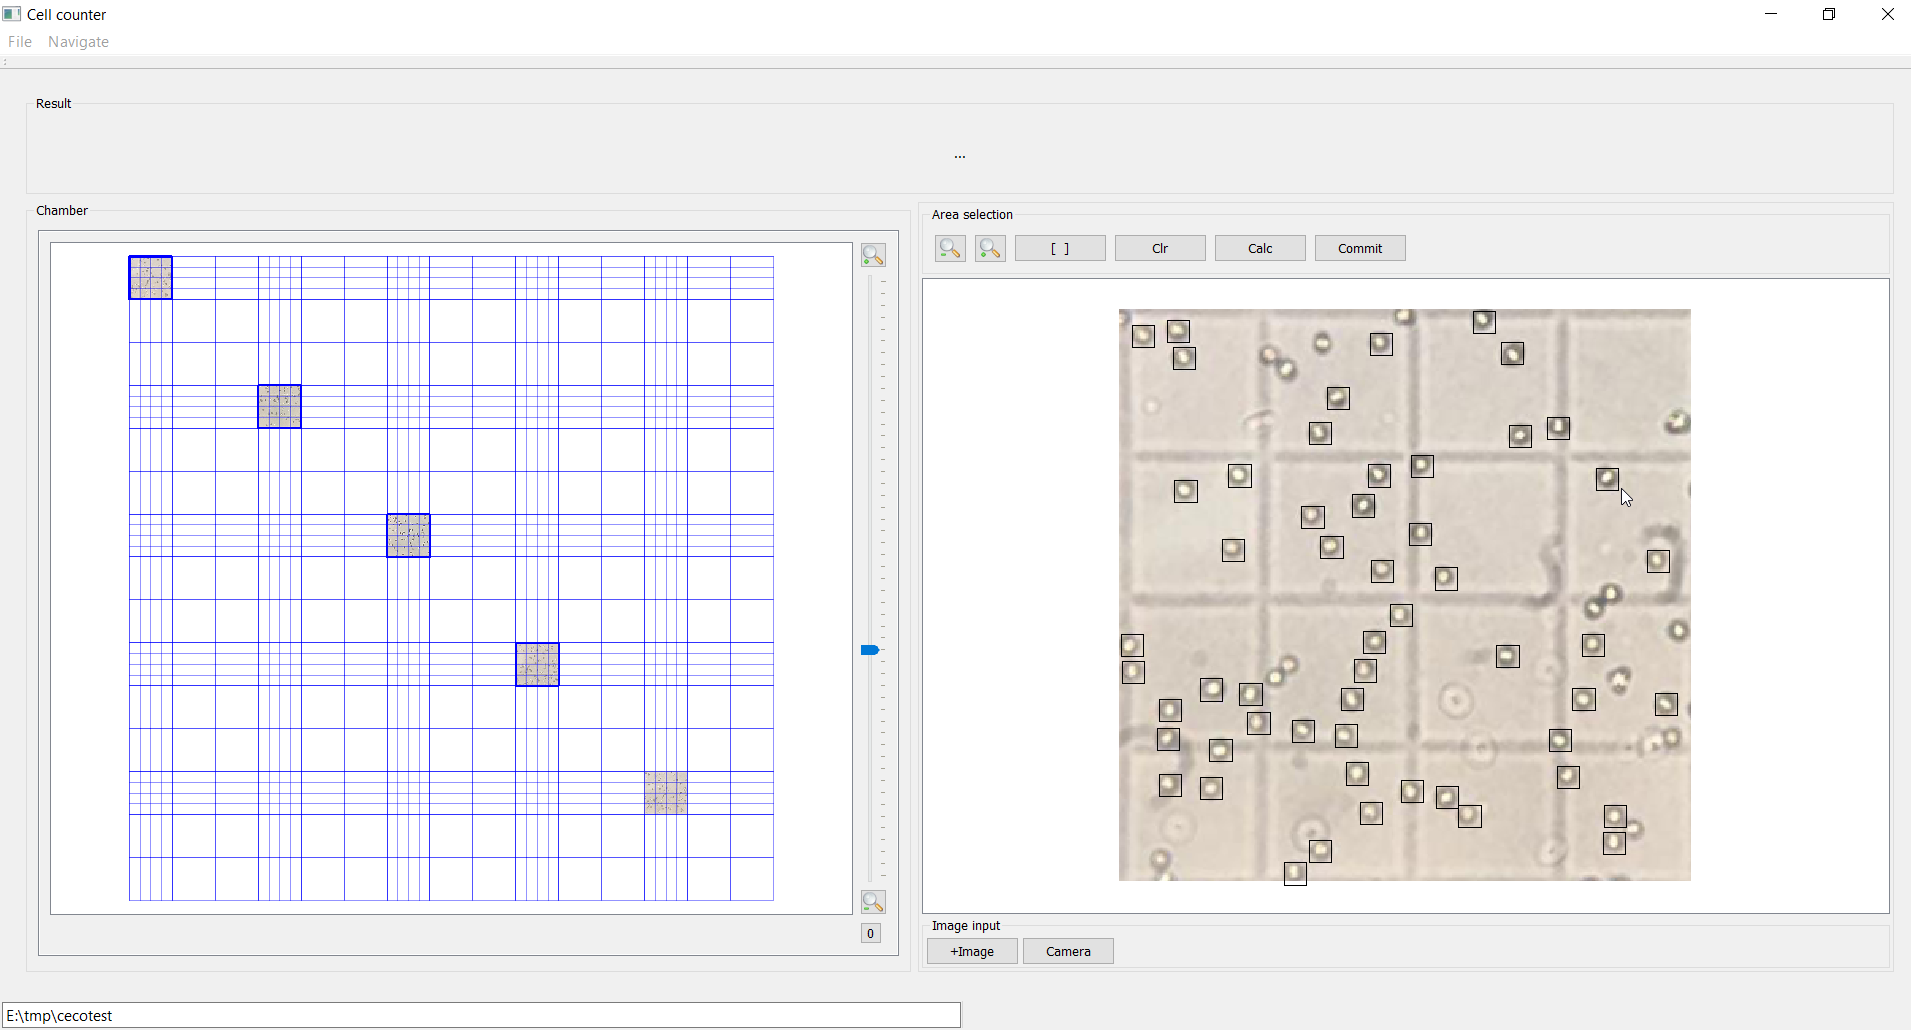 Cell counter
File Navigate
Result
...
Chamber
Area selection
[ ] Clr Calc Commit
0
Image input
+Image Camera
E:\tmp\cecotest